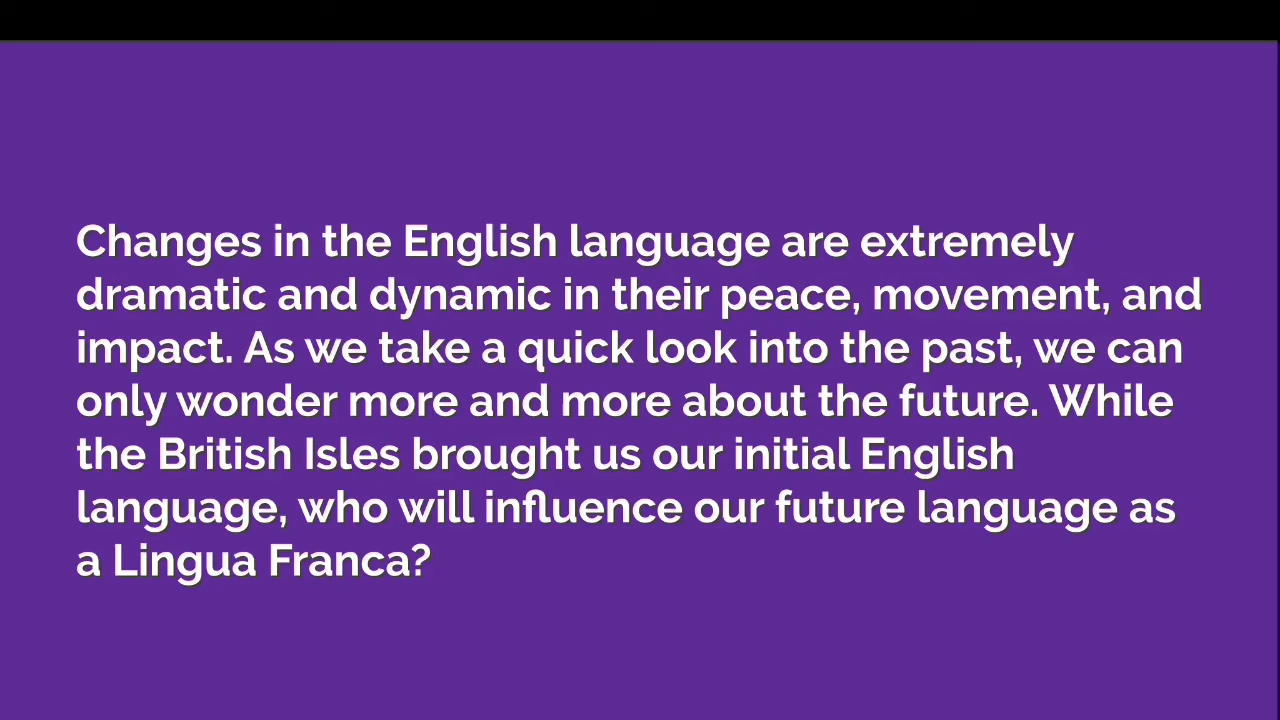 Changes in the English language are extremely
dramatic and dynamic in their peace, movement, and
impact. As we take a quick look into the past, we can
only wonder more and more about the future. While
the British Isles brought us our initial English
language, who will influence our future language as
a Lingua Franca?